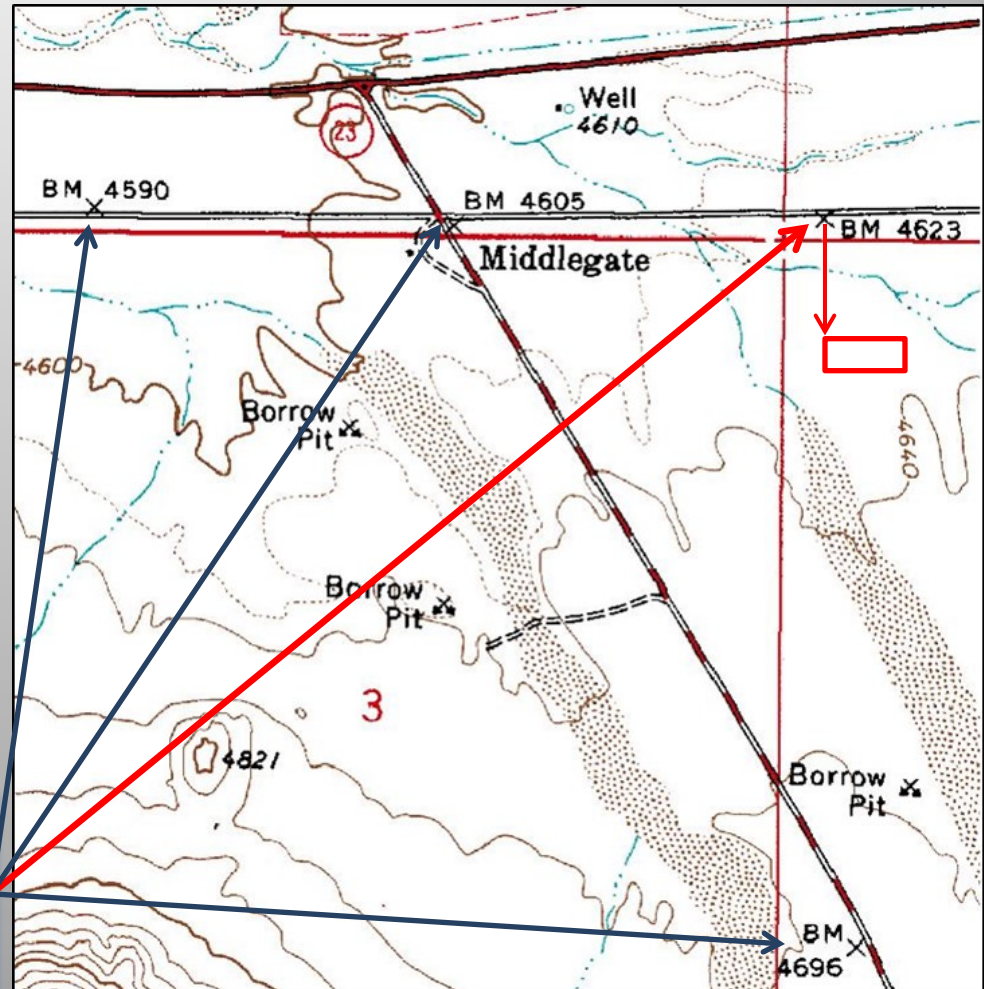 Well
4610
23
BM 4590
BM 4605
BM 4623
Middlegate
4600
Borrow
Pit
4640
Borrow
Pit
3
4821
Borrow
Pit
BM
4696